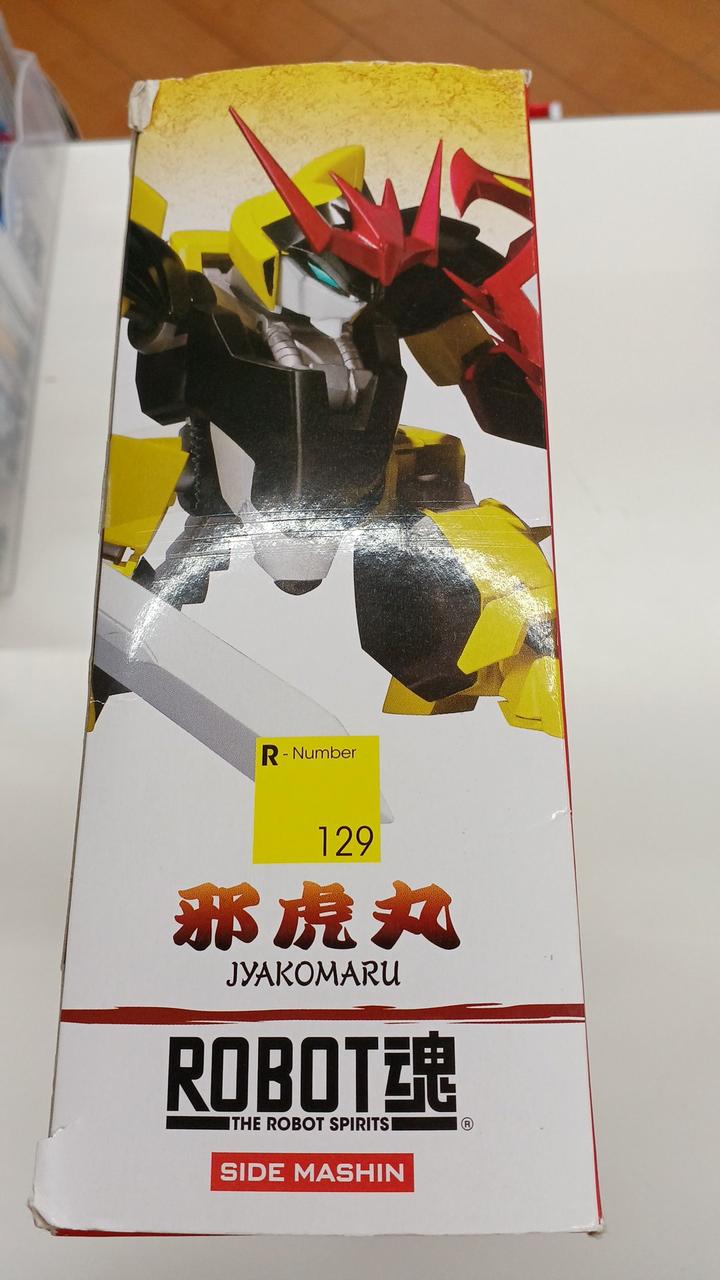 R - Number
129
邪虎丸
JYAKOMARU
ROBOT魂
THE ROBOT SPIRITS ®
SIDE MASHIN